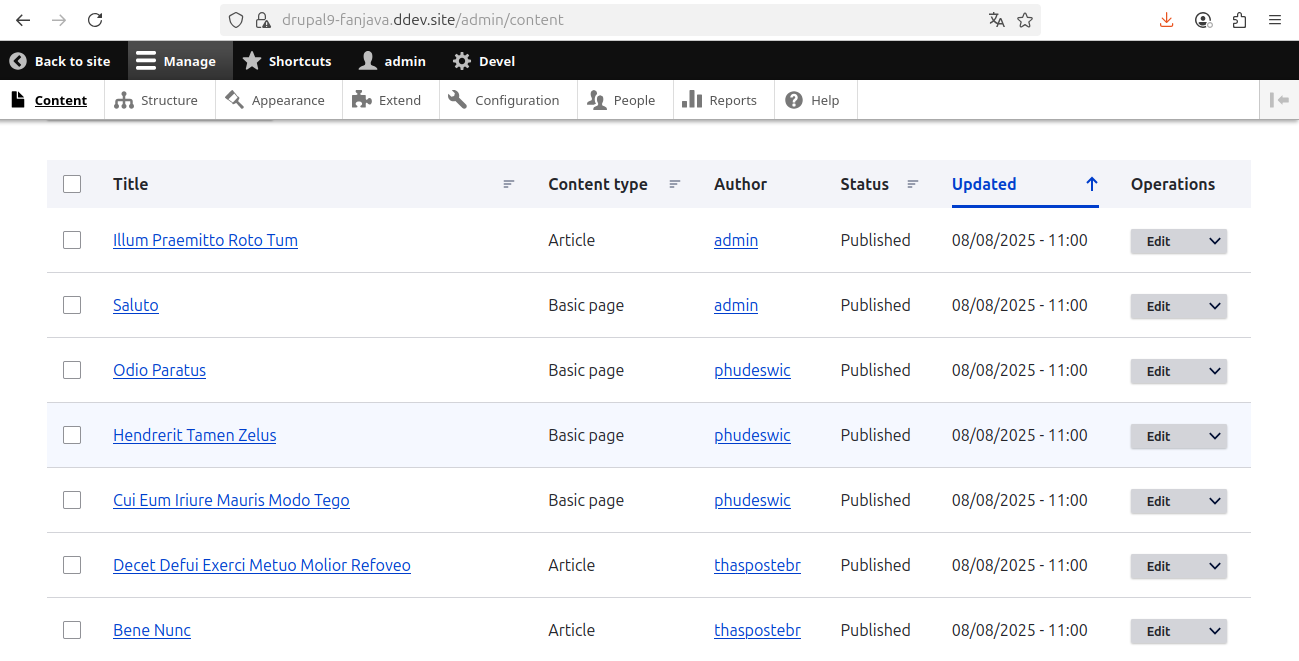 drupal9-fanjava.ddev.site/admin/content
Back to site Manage Shortcuts admin Devel
Content Structure Appearance Extend Configuration People Reports Help
Title Content type Author Status Updated Operations
Illum Praemitto Roto Tum Article admin Published 08/08/2025 - 11:00 Edit
Saluto Basic page admin Published 08/08/2025 - 11:00 Edit
Odio Paratus Basic page phudeswic Published 08/08/2025 - 11:00 Edit
Hendrerit Tamen Zelus Basic page phudeswic Published 08/08/2025 - 11:00 Edit
Cui Eum Iriure Mauris Modo Tego Basic page phudeswic Published 08/08/2025 - 11:00 Edit
Decet Defui Exerci Metuo Molior Refoveo Article thaspostebr Published 08/08/2025 - 11:00 Edit
Bene Nunc Article thaspostebr Published 08/08/2025 - 11:00 Edit